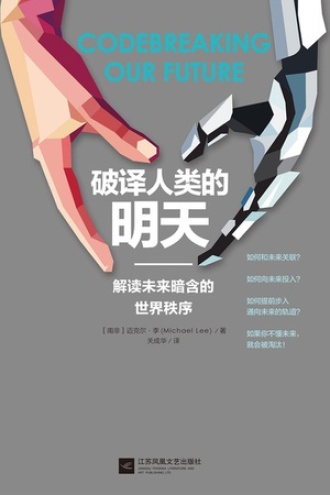 CODEBREAKING
OUR FUTURE
破译人类的
明天
解读未来暗含的
世界秩序
[南非] 迈克尔·李 (Michael Lee) 著
关成华·译
如何和未来关联?
如何向未来投入?
如何提前步入
通向未来的轨道?
如果你不懂未来,
就会被淘汰!
江苏凤凰文艺出版社